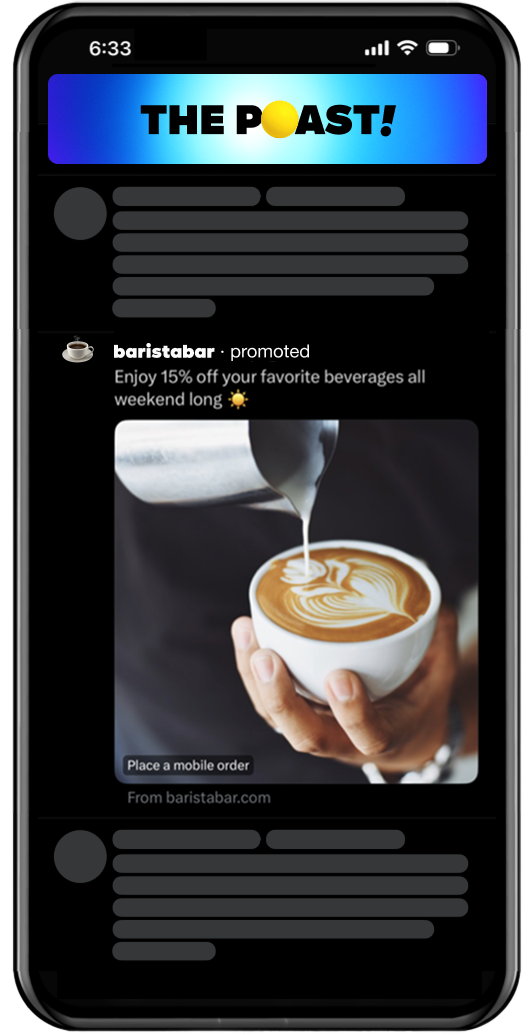 6:33
THE POAST!
baristabar · promoted
Enjoy 15% off your favorite beverages all
weekend long ☀️
Place a mobile order
From baristabar.com